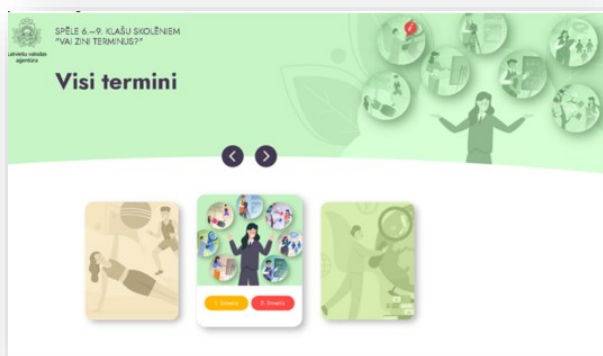 SPĒLE 6.–9. KLAŠU SKOLĒNIEM
"VAI ZINI TERMINUS?"
Latviešu valodas
aģentūra
Visi termini
1. līmenis
2. līmenis